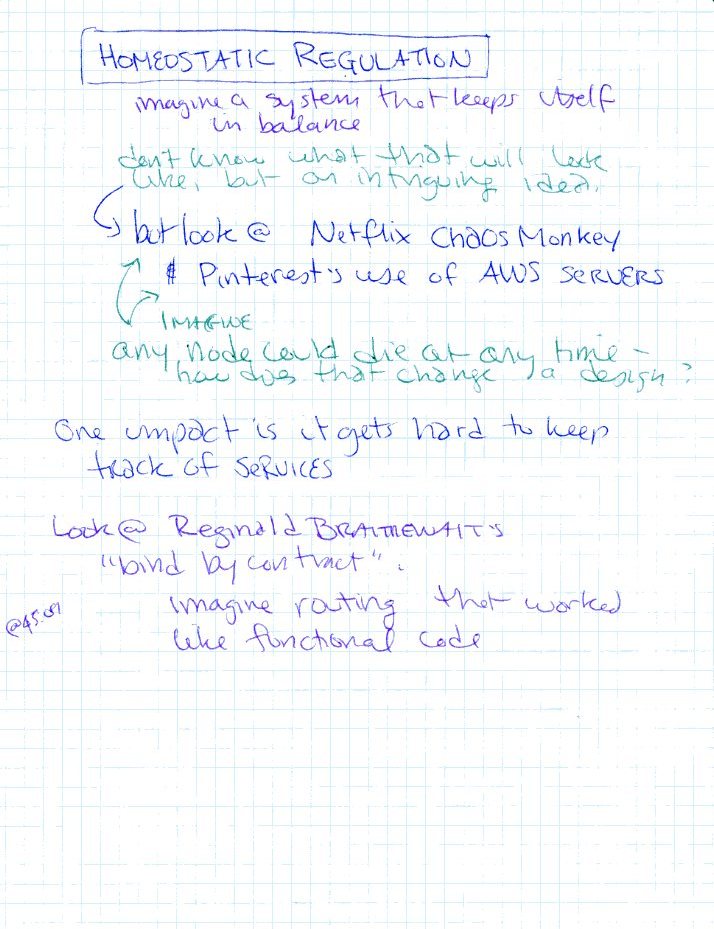 HOMEOSTATIC REGULATION
imagine a system that keeps itself
in balance
don't know what that will look
like, but an intriguing idea.
but look @ Netflix Chaos Monkey
& Pinterest's use of AWS SERVERS
IMAGINE
any node could die at any time -
how does that change a design?
One impact is it gets hard to keep
track of SERVICES
Look @ Reginald BRAITHEWAIT'S
"bind by contract".
imagine routing that worked
@45:09
like functional code